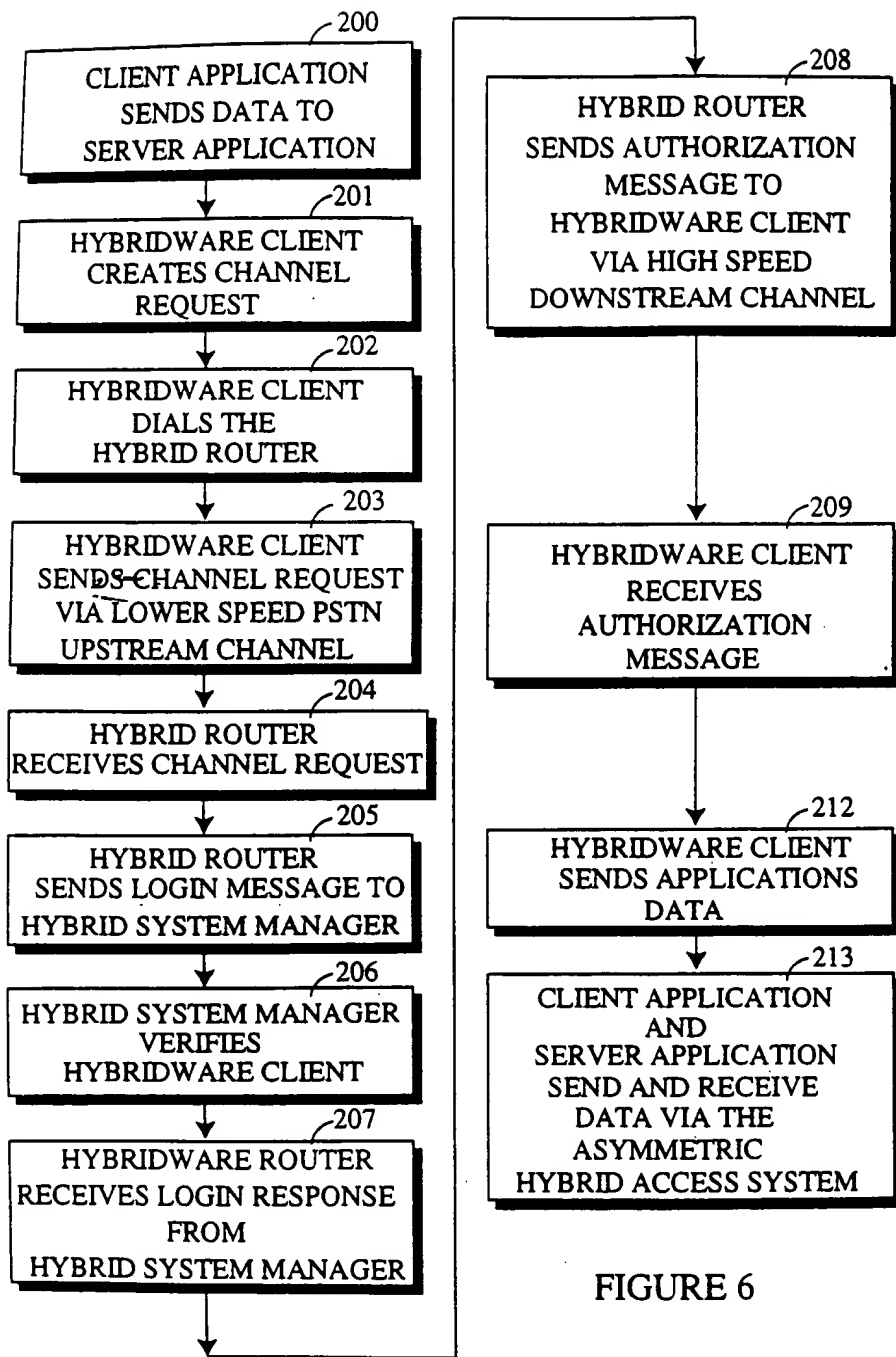 200
CLIENT APPLICATION
SENDS DATA TO
SERVER APPLICATION
201
HYBRIDWARE CLIENT
CREATES CHANNEL
REQUEST
202
HYBRIDWARE CLIENT
DIALS THE
HYBRID ROUTER
203
HYBRIDWARE CLIENT
SENDS CHANNEL REQUEST
VIA LOWER SPEED PSTN
UPSTREAM CHANNEL
204
HYBRID ROUTER
RECEIVES CHANNEL REQUEST
205
HYBRID ROUTER
SENDS LOGIN MESSAGE TO
HYBRID SYSTEM MANAGER
206
HYBRID SYSTEM MANAGER
VERIFIES
HYBRIDWARE CLIENT
207
HYBRIDWARE ROUTER
RECEIVES LOGIN RESPONSE
FROM
HYBRID SYSTEM MANAGER
208
HYBRID ROUTER
SENDS AUTHORIZATION
MESSAGE TO
HYBRIDWARE CLIENT
VIA HIGH SPEED
DOWNSTREAM CHANNEL
209
HYBRIDWARE CLIENT
RECEIVES
AUTHORIZATION
MESSAGE
212
HYBRIDWARE CLIENT
SENDS APPLICATIONS
DATA
213
CLIENT APPLICATION
AND
SERVER APPLICATION
SEND AND RECEIVE
DATA VIA THE
ASYMMETRIC
HYBRID ACCESS SYSTEM
FIGURE 6